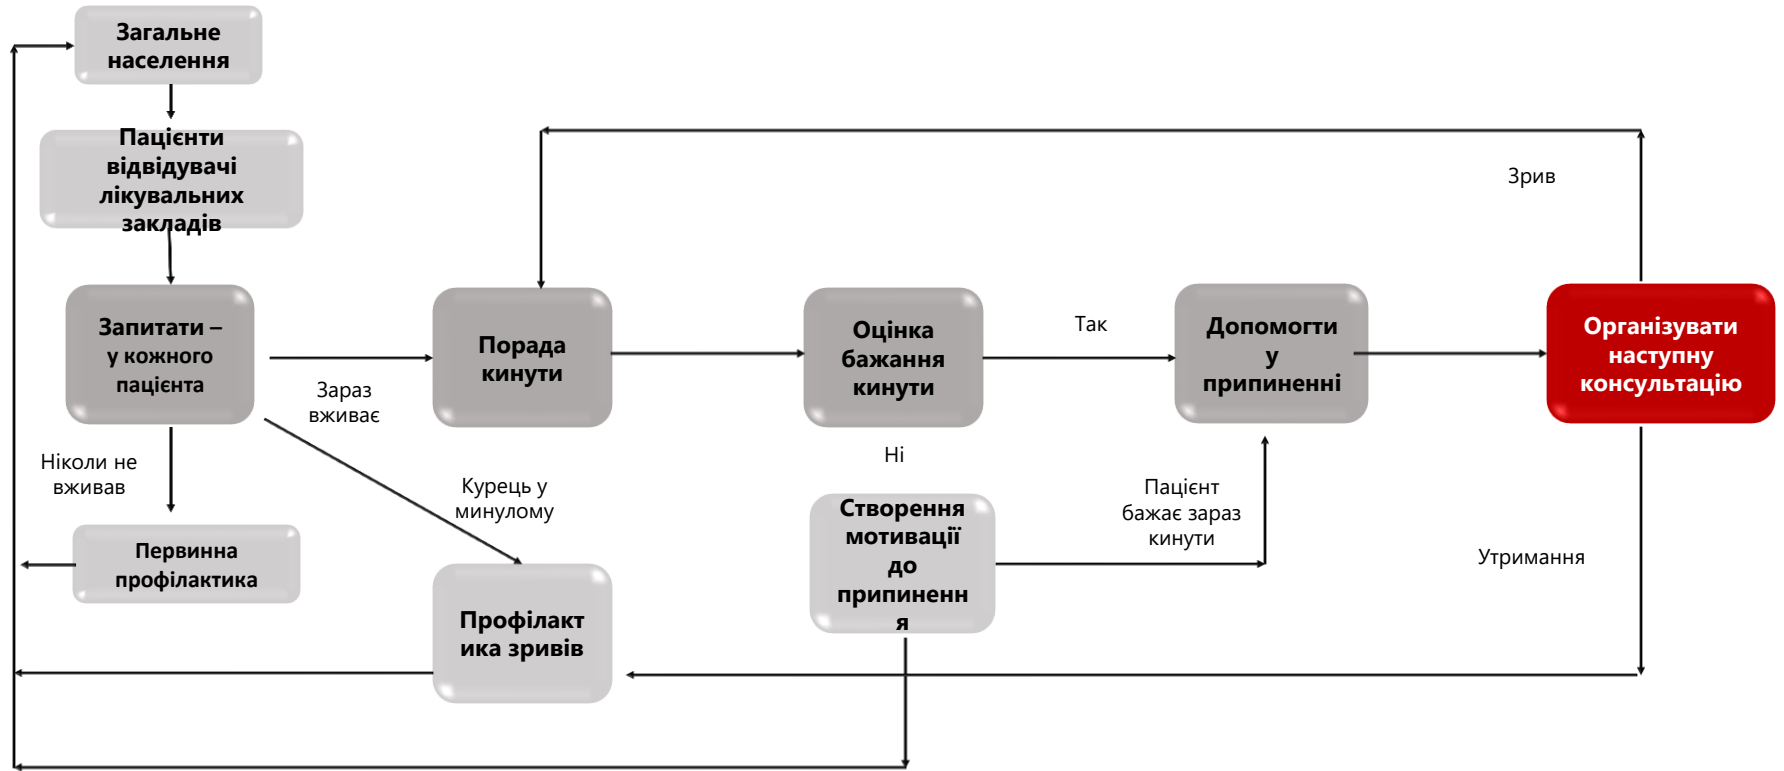 Загальне
населення
Пацієнти
відвідувачі
лікувальних
закладів
Зрив
Запитати –
у кожного
пацієнта
Зараз
вживає
Порада
кинути
Оцінка
бажання
кинути
Так
Допомогти
у
припиненні
Організувати
наступну
консультацію
Ніколи не
вживав
Курець у
минулому
Ні
Пацієнт
бажає зараз
кинути
Утримання
Первинна
профілактика
Профілакт
ика зривів
Створення
мотивації
до
припиненн
я